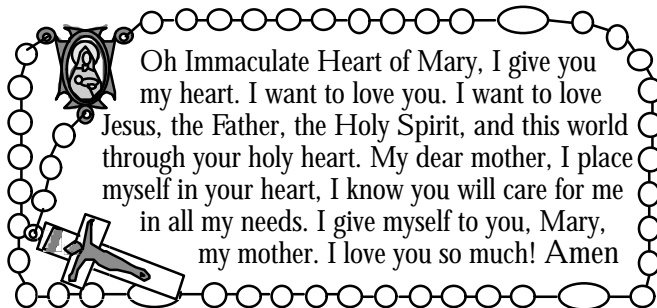 Oh Immaculate Heart of Mary, I give you
my heart. I want to love you. I want to love
Jesus, the Father, the Holy Spirit, and this world
through your holy heart. My dear mother, I place
myself in your heart, I know you will care for me
in all my needs. I give myself to you, Mary,
my mother. I love you so much! Amen